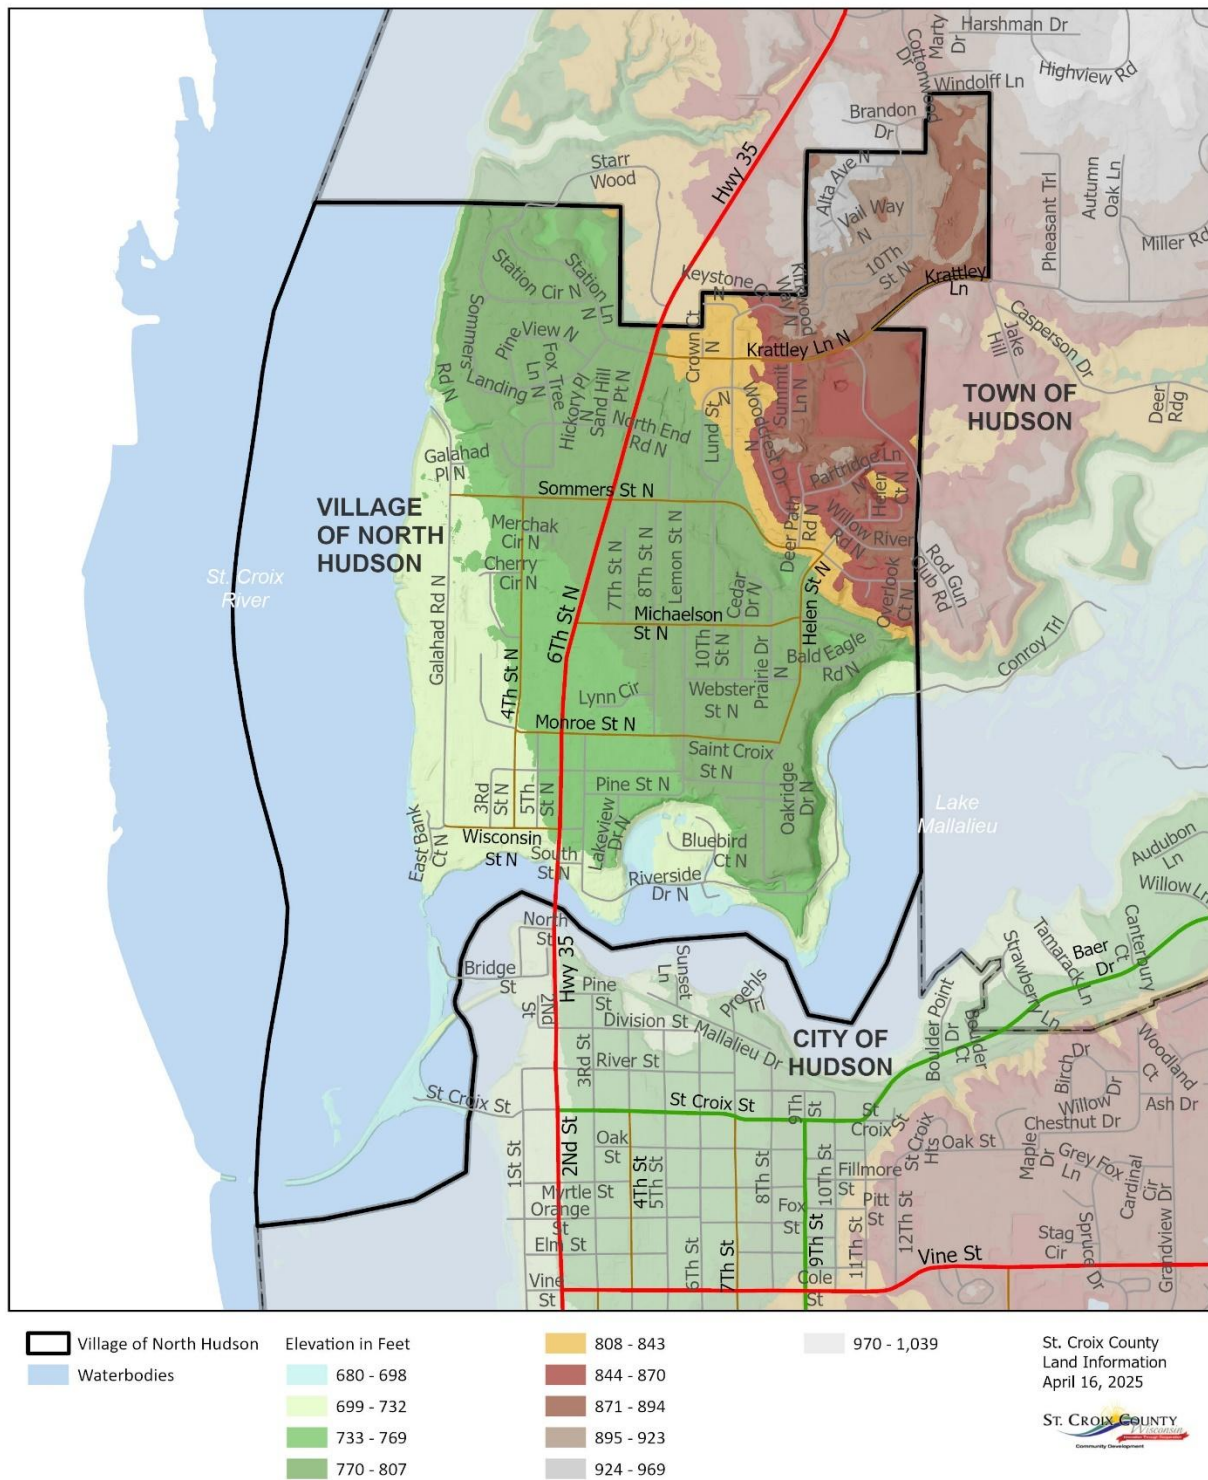 Harshman Dr
Marty
Dr
Cottonwood
Dr
Highview Rd
Windolff Ln
Brandon
Dr
Starr
Wood
Hwy 35
Alta Ave N
Vail Way
N
10Th
St N
Pheasant Trl
Autumn
Oak Ln
Miller Rd
Keystone
Kinwood
Way N
Krattley
Ln
Station Ln
N
Station Cir N
Sommers
Landing
Rd N
Pine
View N
Fox Tree
Ln N
Hickory Pl
N
Sand Hill
Pt N
North End
Rd N
Crown Ct
N
Krattley Ln N
Summit
Ln N
Lund St
N
Woodcrest Dr
N
Jake
Hill
Casperson Dr
Deer
Rdg
TOWN OF
HUDSON
Galahad
Pl N
Sommers St N
Partridge Ln
N
Helen
Ct N
VILLAGE
OF NORTH
HUDSON
Merchak
Cir N
Cherry
Cir N
7Th St N
8Th St N
Lemon St N
Deer Path
Rd N
Willow River
Rd N
Rod Gun
Club Rd
St. Croix
River
Galahad Rd N
6Th St N
Michaelson
St N
Cedar
Dr N
Helen St N
Overlook
Ct N
Conroy Trl
4Th St N
10Th
St N
Prairie Dr
N
Bald Eagle
Rd N
Lynn Cir
Webster
St N
Monroe St N
Saint Croix
St N
3Rd
St N
5Th
St N
Pine St N
Oakridge
Dr N
Lake
Mallalieu
East Bank
Ct N
Wisconsin
St N
South
St N
Lakeview
Dr N
Bluebird
Ct N
Riverside
Dr N
Audubon
Ln
Willow Ln
North
St
Hwy 35
Bridge
St
2Nd
St
Pine
St
Sunset
Ln
Proehls
Trl
Division St
Mallalieu Dr
Strawberry Ln
Tamarack Ln
Baer
Dr
Canterbury
Ct
CITY OF
HUDSON
Boulder Point
Dr
Boulder
Ct
3Rd St
River St
St Croix St
St Croix St
9Th
St
St
Croix St
Birch
Dr
Woodland
Ct
Willow
Dr
Ash Dr
Chestnut Dr
1St St
2Nd St
Oak
St
4Th St
5Th St
8Th St
10Th St
Fillmore
St
St Croix
Hts
Oak St
Maple
Dr
Grey Fox
Ln
Cardinal
Cir
Myrtle St
Orange
St
Fox
St
Pitt
St
12Th St
Elm St
6Th St
7Th St
9Th St
11Th St
Stag
Cir
Spruce Dr
Grandview Dr
Vine
St
Cole
St
Vine St
Village of North Hudson
Waterbodies
Elevation in Feet
680 - 698
699 - 732
733 - 769
770 - 807
808 - 843
844 - 870
871 - 894
895 - 923
924 - 969
970 - 1,039
St. Croix County
Land Information
April 16, 2025
ST. CROIX COUNTY
Wisconsin
Community Development